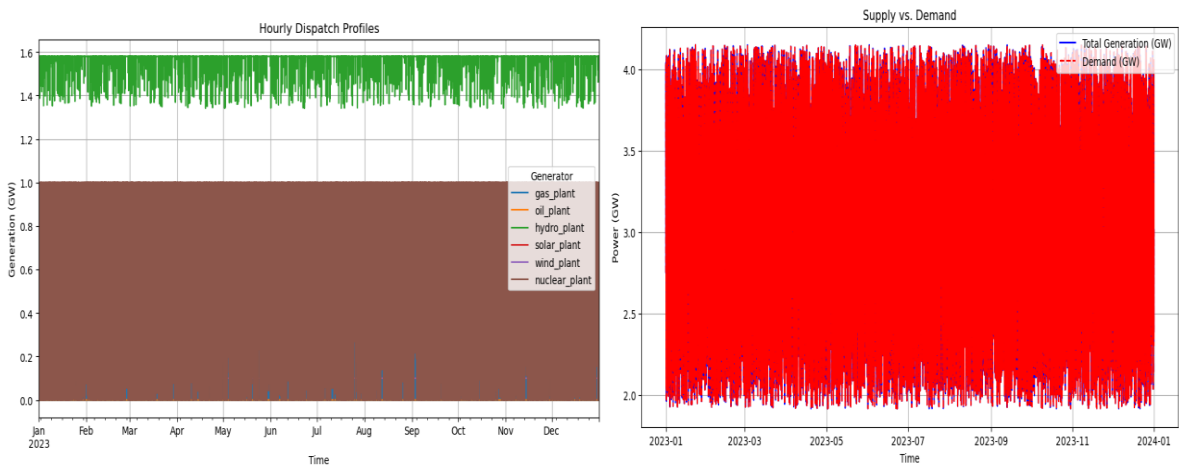 Hourly Dispatch Profiles
Generation (GW)
1.6
1.4
1.2
1.0
0.8
0.6
0.4
0.2
0.0
Generator
gas_plant
oil_plant
hydro_plant
solar_plant
wind_plant
nuclear_plant
Jan Feb Mar Apr May Jun Jul Aug Sep Oct Nov Dec
2023
Time
Supply vs. Demand
Power (GW)
4.0
3.5
3.0
2.5
2.0
Total Generation (GW)
Demand (GW)
2023-01 2023-03 2023-05 2023-07 2023-09 2023-11 2024-01
Time